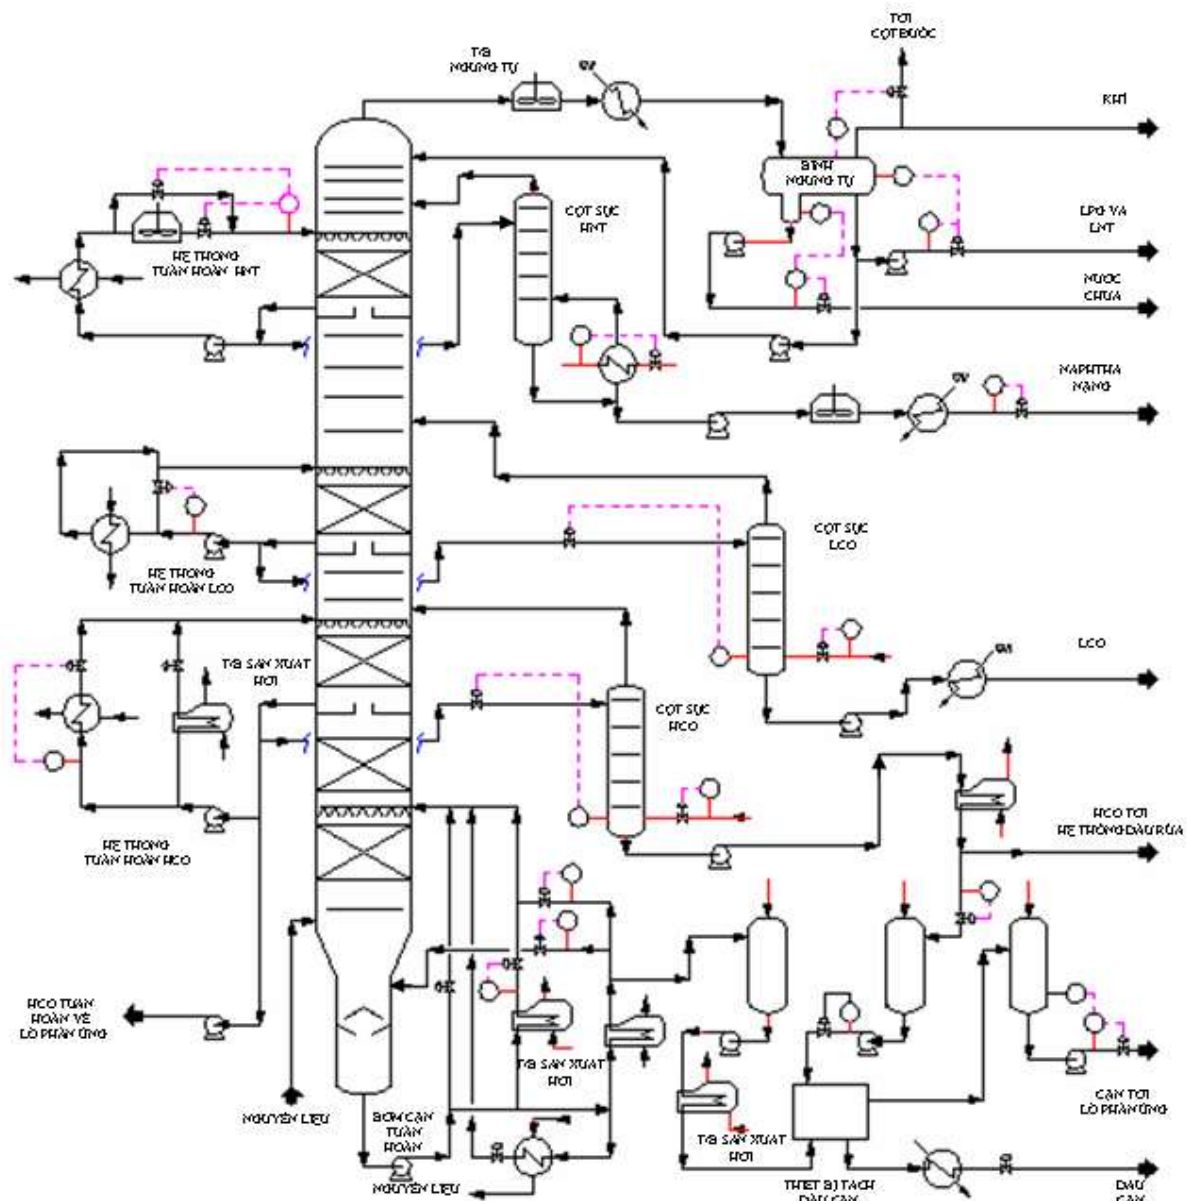 TỚI
CỘT ĐUỐC
T/B
NGƯNG TỤ
KHÍ
BÌNH
NGƯNG TỤ
CỘT SỤC
HNT
LPG VÀ
LNT
HỆ THỐNG
TUẦN HOÀN HNT
NƯỚC
CHUA
NAPHTHA
NẶNG
CỘT SỤC
LCO
HỆ THỐNG
TUẦN HOÀN LCO
LCO
T/B SẢN XUẤT
HƠI
CỘT SỤC
HCO
HCO TỚI
HỆ THỐNG DẦU RỬA
HỆ THỐNG
TUẦN HOÀN HCO
HCO TUẦN
HOÀN VỀ
LÒ PHẢN ỨNG
T/B SẢN XUẤT
HƠI
CẶN TỚI
LÒ PHẢN ỨNG
NGUYÊN LIỆU
BƠM CẶN
TUẦN
HOÀN
T/B SẢN XUẤT
HƠI
NGUYÊN LIỆU
THIẾT BỊ TÁCH
DẦU CẶN
DẦU
CẶN